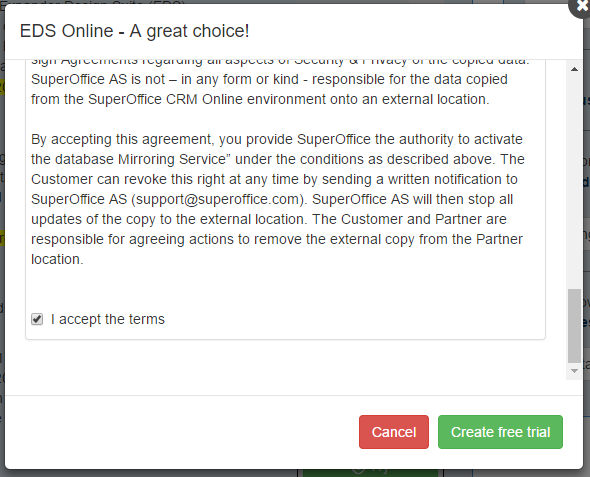 EDS Online - A great choice!
sign Agreements regarding all aspects of Security & Privacy of the copied data.
SuperOffice AS is not – in any form or kind - responsible for the data copied
from the SuperOffice CRM Online environment onto an external location.
By accepting this agreement, you provide SuperOffice the authority to activate
the database Mirroring Service” under the conditions as described above. The
Customer can revoke this right at any time by sending a written notification to
SuperOffice AS (support@superoffice.com). SuperOffice AS will then stop all
updates of the copy to the external location. The Customer and Partner are
responsible for agreeing actions to remove the external copy from the Partner
location.
I accept the terms
Cancel
Create free trial